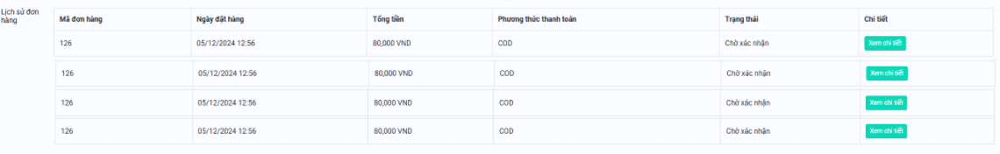 Lịch sử đơn
hàng
Mã đơn hàng Ngày đặt hàng Tổng tiền Phương thức thanh toán Trạng thái Chi tiết
126 05/12/2024 12:56 80,000 VND COD Chờ xác nhận Xem chi tiết
126 05/12/2024 12:56 80,000 VND COD Chờ xác nhận Xem chi tiết
126 05/12/2024 12:56 80,000 VND COD Chờ xác nhận Xem chi tiết
126 05/12/2024 12:56 80,000 VND COD Chờ xác nhận Xem chi tiết